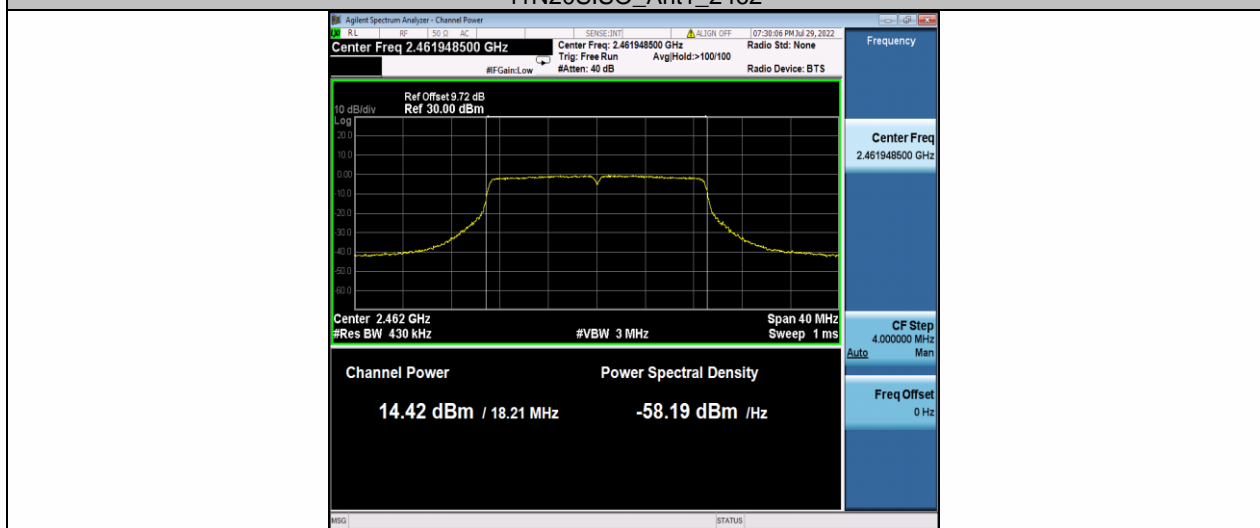 Agilent Spectrum Analyzer - Channel Power
RL RF 50 Ω AC SENSE:INT ALIGN OFF 07:30:06 PM Jul 29, 2022
Center Freq 2.461948500 GHz
Center Freq: 2.461948500 GHz
Radio Std: None
Trig: Free Run Avg|Hold:>100/100
#IFGain:Low
#Atten: 40 dB
Radio Device: BTS
Ref Offset 9.72 dB
10 dB/div Ref 30.00 dBm
Log
20.0
10.0
0.00
-10.0
-20.0
-30.0
-40.0
-50.0
-60.0
Center 2.462 GHz
Span 40 MHz
#Res BW 430 kHz
#VBW 3 MHz
Sweep 1 ms
Channel Power
Power Spectral Density
14.42 dBm / 18.21 MHz
-58.19 dBm /Hz
Frequency
Center Freq
2.461948500 GHz
CF Step
4.000000 MHz
Auto Man
Freq Offset
0 Hz
MSG
STATUS